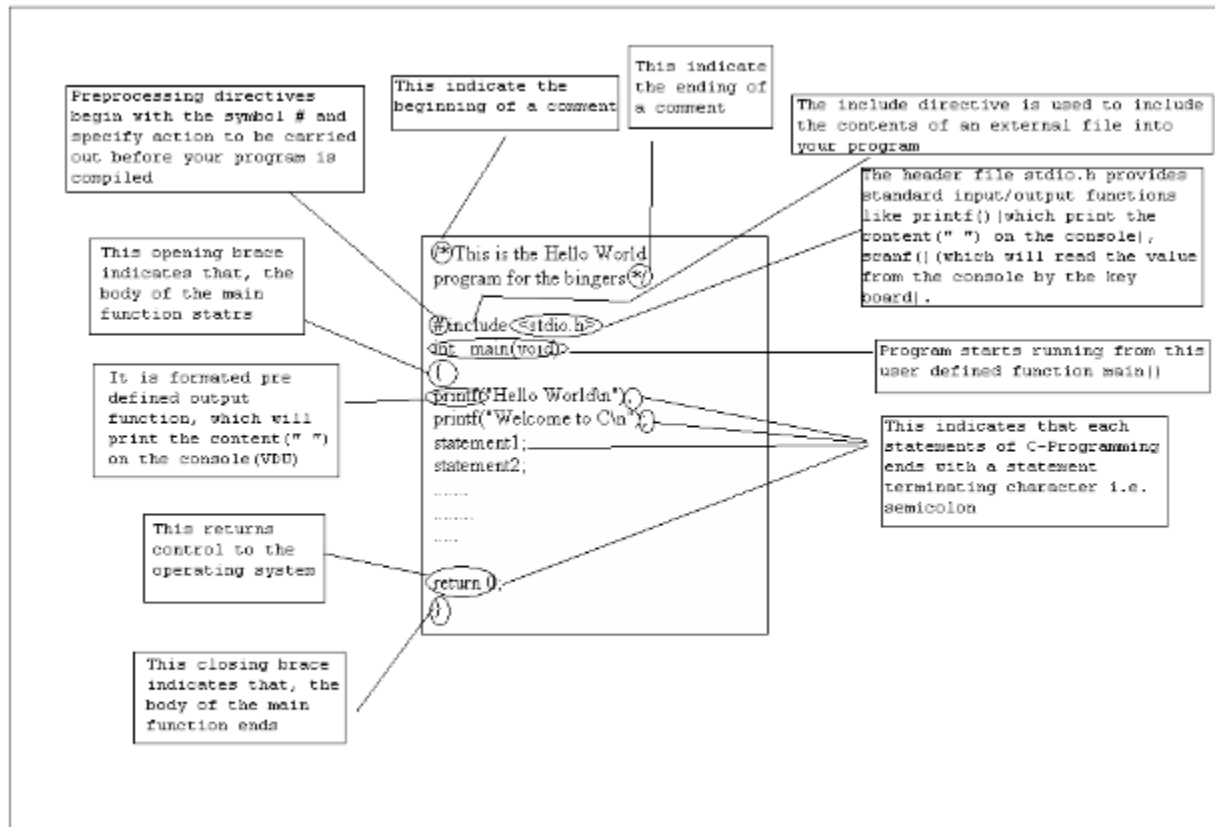 This indicate the
beginning of a comment
This indicate
the ending of
a comment
Preprocessing directives
begin with the symbol # and
specify action to be carried
out before your program is
compiled
The include directive is used to include
the contents of an external file into
your program
The header file stdio.h provides
standard input/output functions
like printf()(which print the
content(" ") on the console),
scanf()(which will read the value
from the console by the key
board).
This opening brace
indicates that, the
body of the main
function statrs
/*This is the Hello World
program for the bingers*/
#include <stdio.h>
int main(void)
{
printf("Hello World\n");
printf("Welcome to C\n");
statement1;
statement2;
.......
........
.....
return 0;
}
Program starts running from this
user defined function main()
It is formated pre
defined output
function, which will
print the content(" ")
on the console(VDU)
This indicates that each
statements of C-Programming
ends with a statement
terminating character i.e.
semicolon
This returns
control to the
operating system
This closing brace
indicates that, the
body of the main
function ends